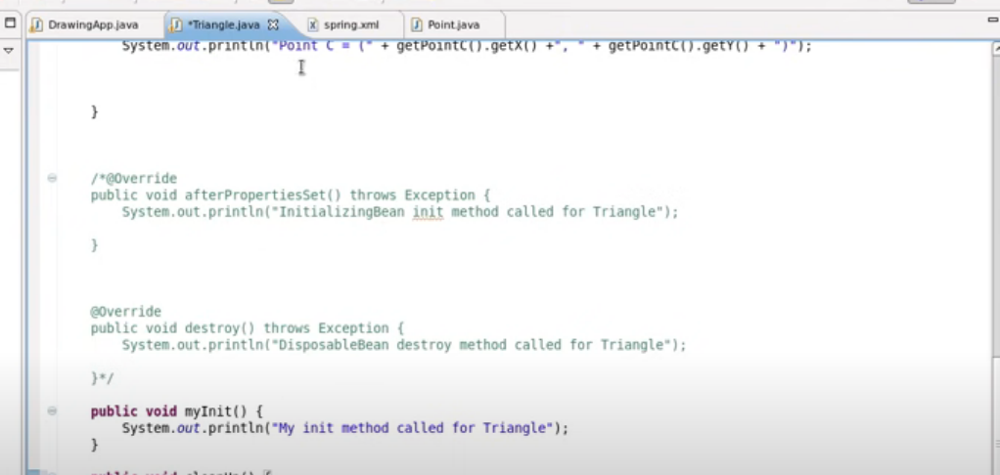 DrawingApp.java
*Triangle.java
spring.xml
Point.java
System.out.println("Point C = (" + getPointC().getX() +", " + getPointC().getY() + ")");
}
/*@Override
public void afterPropertiesSet() throws Exception {
System.out.println("InitializingBean init method called for Triangle");
}
@Override
public void destroy() throws Exception {
System.out.println("DisposableBean destroy method called for Triangle");
}*/
public void myInit() {
System.out.println("My init method called for Triangle");
}
public void